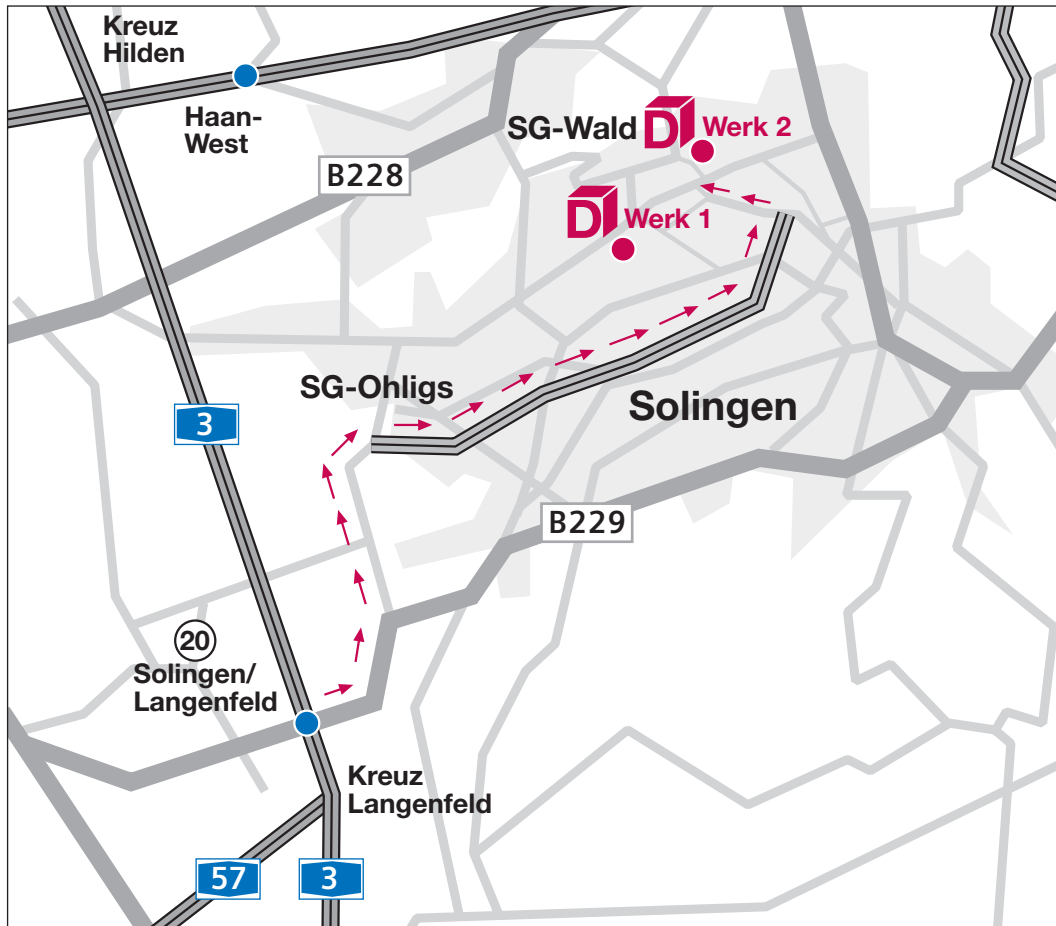 Kreuz
Hilden
Haan-
West
SG-Wald
D
Werk 2
B228
D
Werk 1
SG-Ohligs
Solingen
3
B229
20
Solingen/
Langenfeld
Kreuz
Langenfeld
57
3